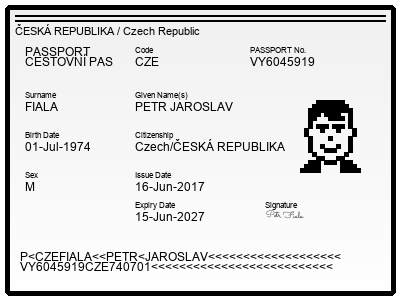 ČESKÁ REPUBLIKA / Czech Republic
PASSPORT
CESTOVNÍ PAS
Code
CZE
PASSPORT No.
VY6045919
Surname
FIALA
Given Name(s)
PETR JAROSLAV
Birth Date
01-Jul-1974
Citizenship
Czech/ČESKÁ REPUBLIKA
Sex
M
Issue Date
16-Jun-2017
Expiry Date
15-Jun-2027
Signature
Petr Fiala
P<CZEFIALA<<PETR<JAROSLAV<<<<<<<<<<<<<<<<<<<
VY6045919CZE740701<<<<<<<<<<<<<<<<<<<<<<<<<<